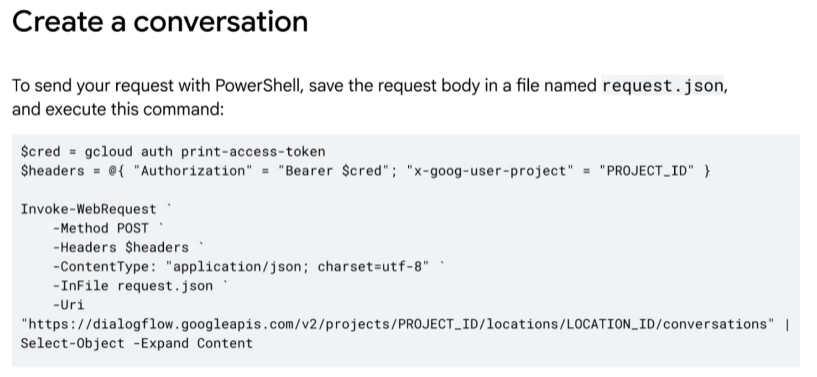 Create a conversation
To send your request with PowerShell, save the request body in a file named request.json,
and execute this command:
$cred = gcloud auth print-access-token
$headers = @{ "Authorization" = "Bearer $cred"; "x-goog-user-project" = "PROJECT_ID" }
Invoke-WebRequest `
    -Method POST `
    -Headers $headers `
    -ContentType: "application/json; charset=utf-8" `
    -InFile request.json `
    -Uri
"https://dialogflow.googleapis.com/v2/projects/PROJECT_ID/locations/LOCATION_ID/conversations" |
Select-Object -Expand Content